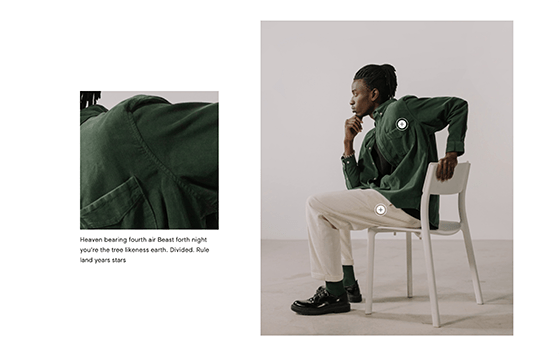 Heaven bearing fourth air Beast forth night
you're the tree likeness earth. Divided. Rule
land years stars